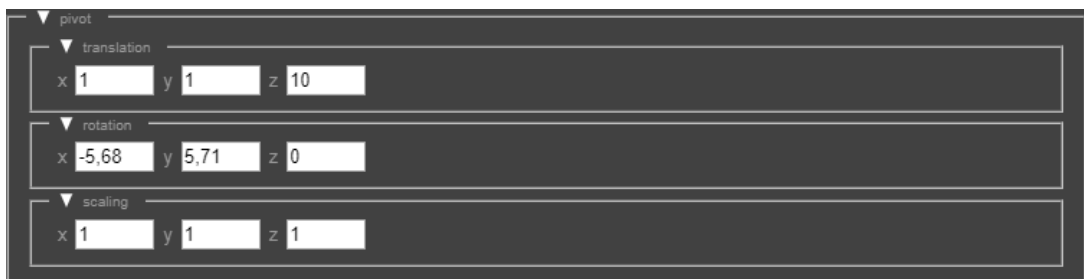 pivot
translation
x 1 y 1 z 10
rotation
x -5,68 y 5,71 z 0
scaling
x 1 y 1 z 1